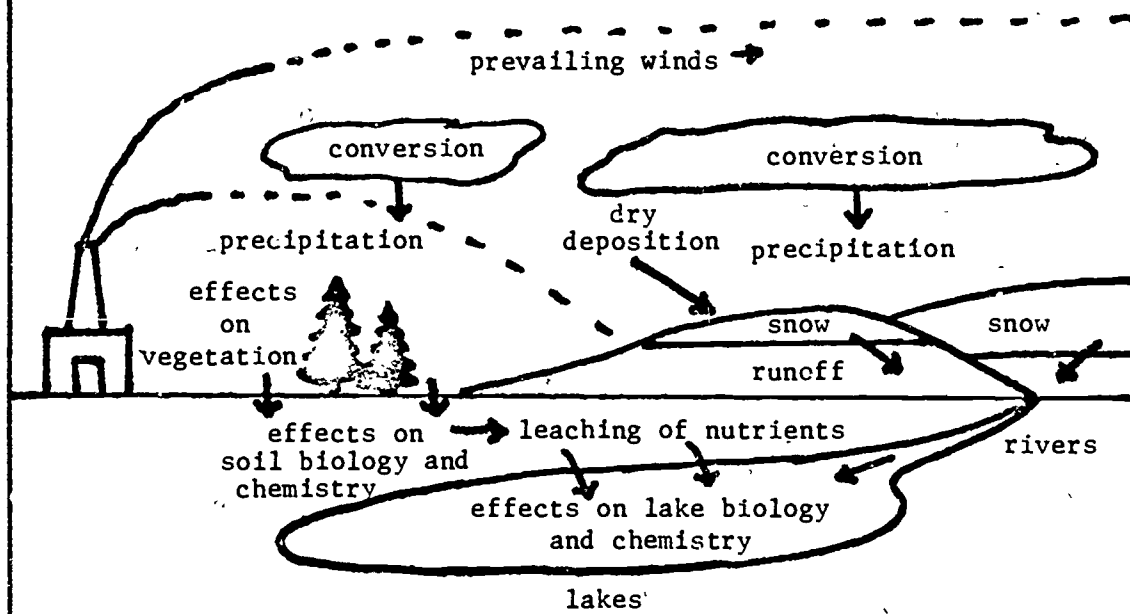 prevailing winds
conversion
conversion
precipitation
dry
deposition
precipitation
effects
on
vegetation
snow
snow
runoff
effects on
soil biology and
chemistry
leaching of nutrients
rivers
effects on lake biology
and chemistry
lakes